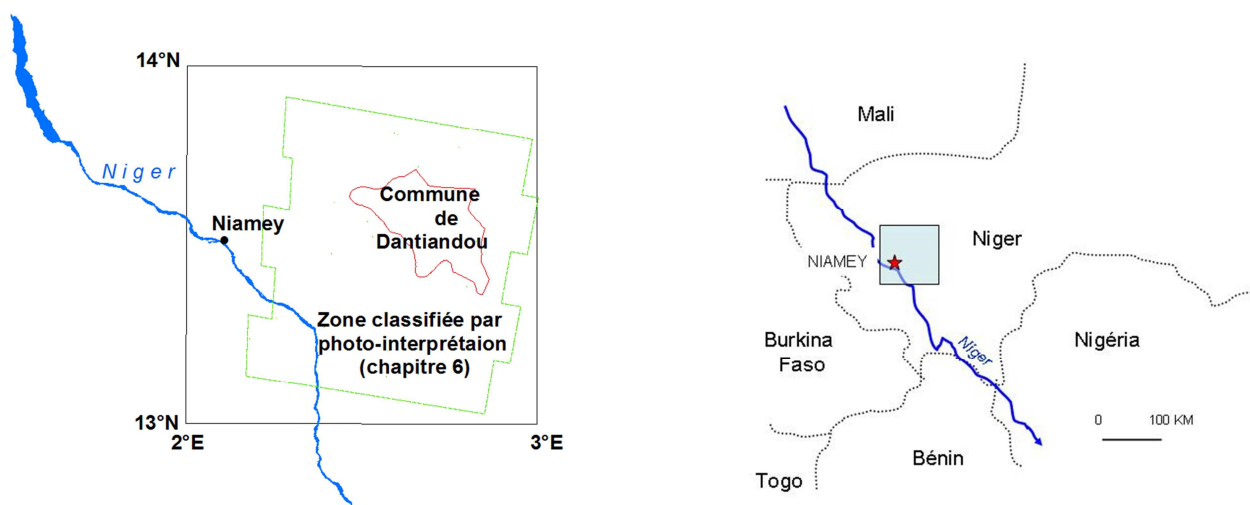 14°N
Niger
Niamey
Commune
de
Dantiandou
Zone classifiée par
photo-interprétaion
(chapitre 6)
13°N
2°E
3°E
Mali
Niger
NIAMEY
Burkina
Faso
Niger
Nigéria
0 100 KM
Bénin
Togo